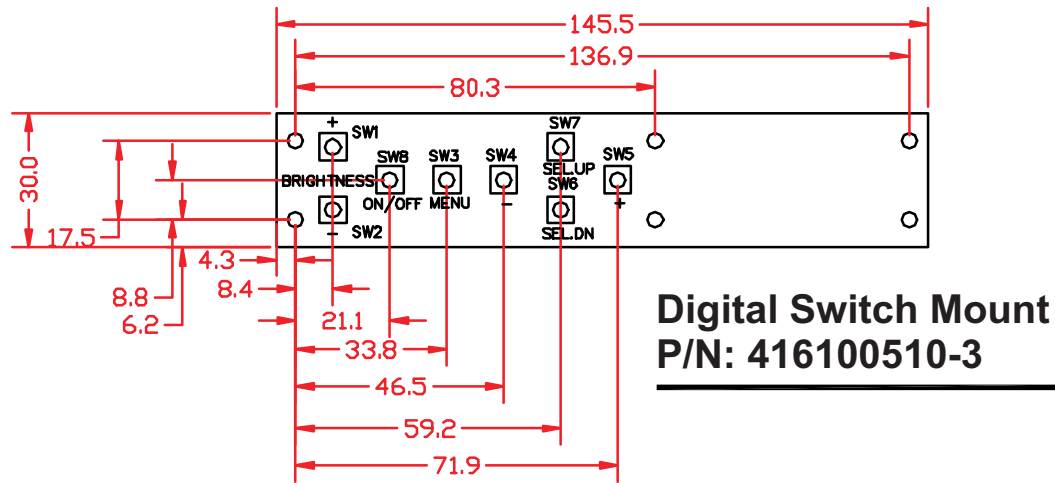 145.5
136.9
80.3
+
SW1
SW7
SW8
SW3
SW4
SEL.UP
SW5
30.0
BRIGHTNESS
SW6
ON/OFF
MENU
-
+
17.5
-
SW2
SEL.DN
4.3
8.4
8.8
6.2
21.1
33.8
46.5
59.2
71.9
Digital Switch Mount
P/N: 416100510-3